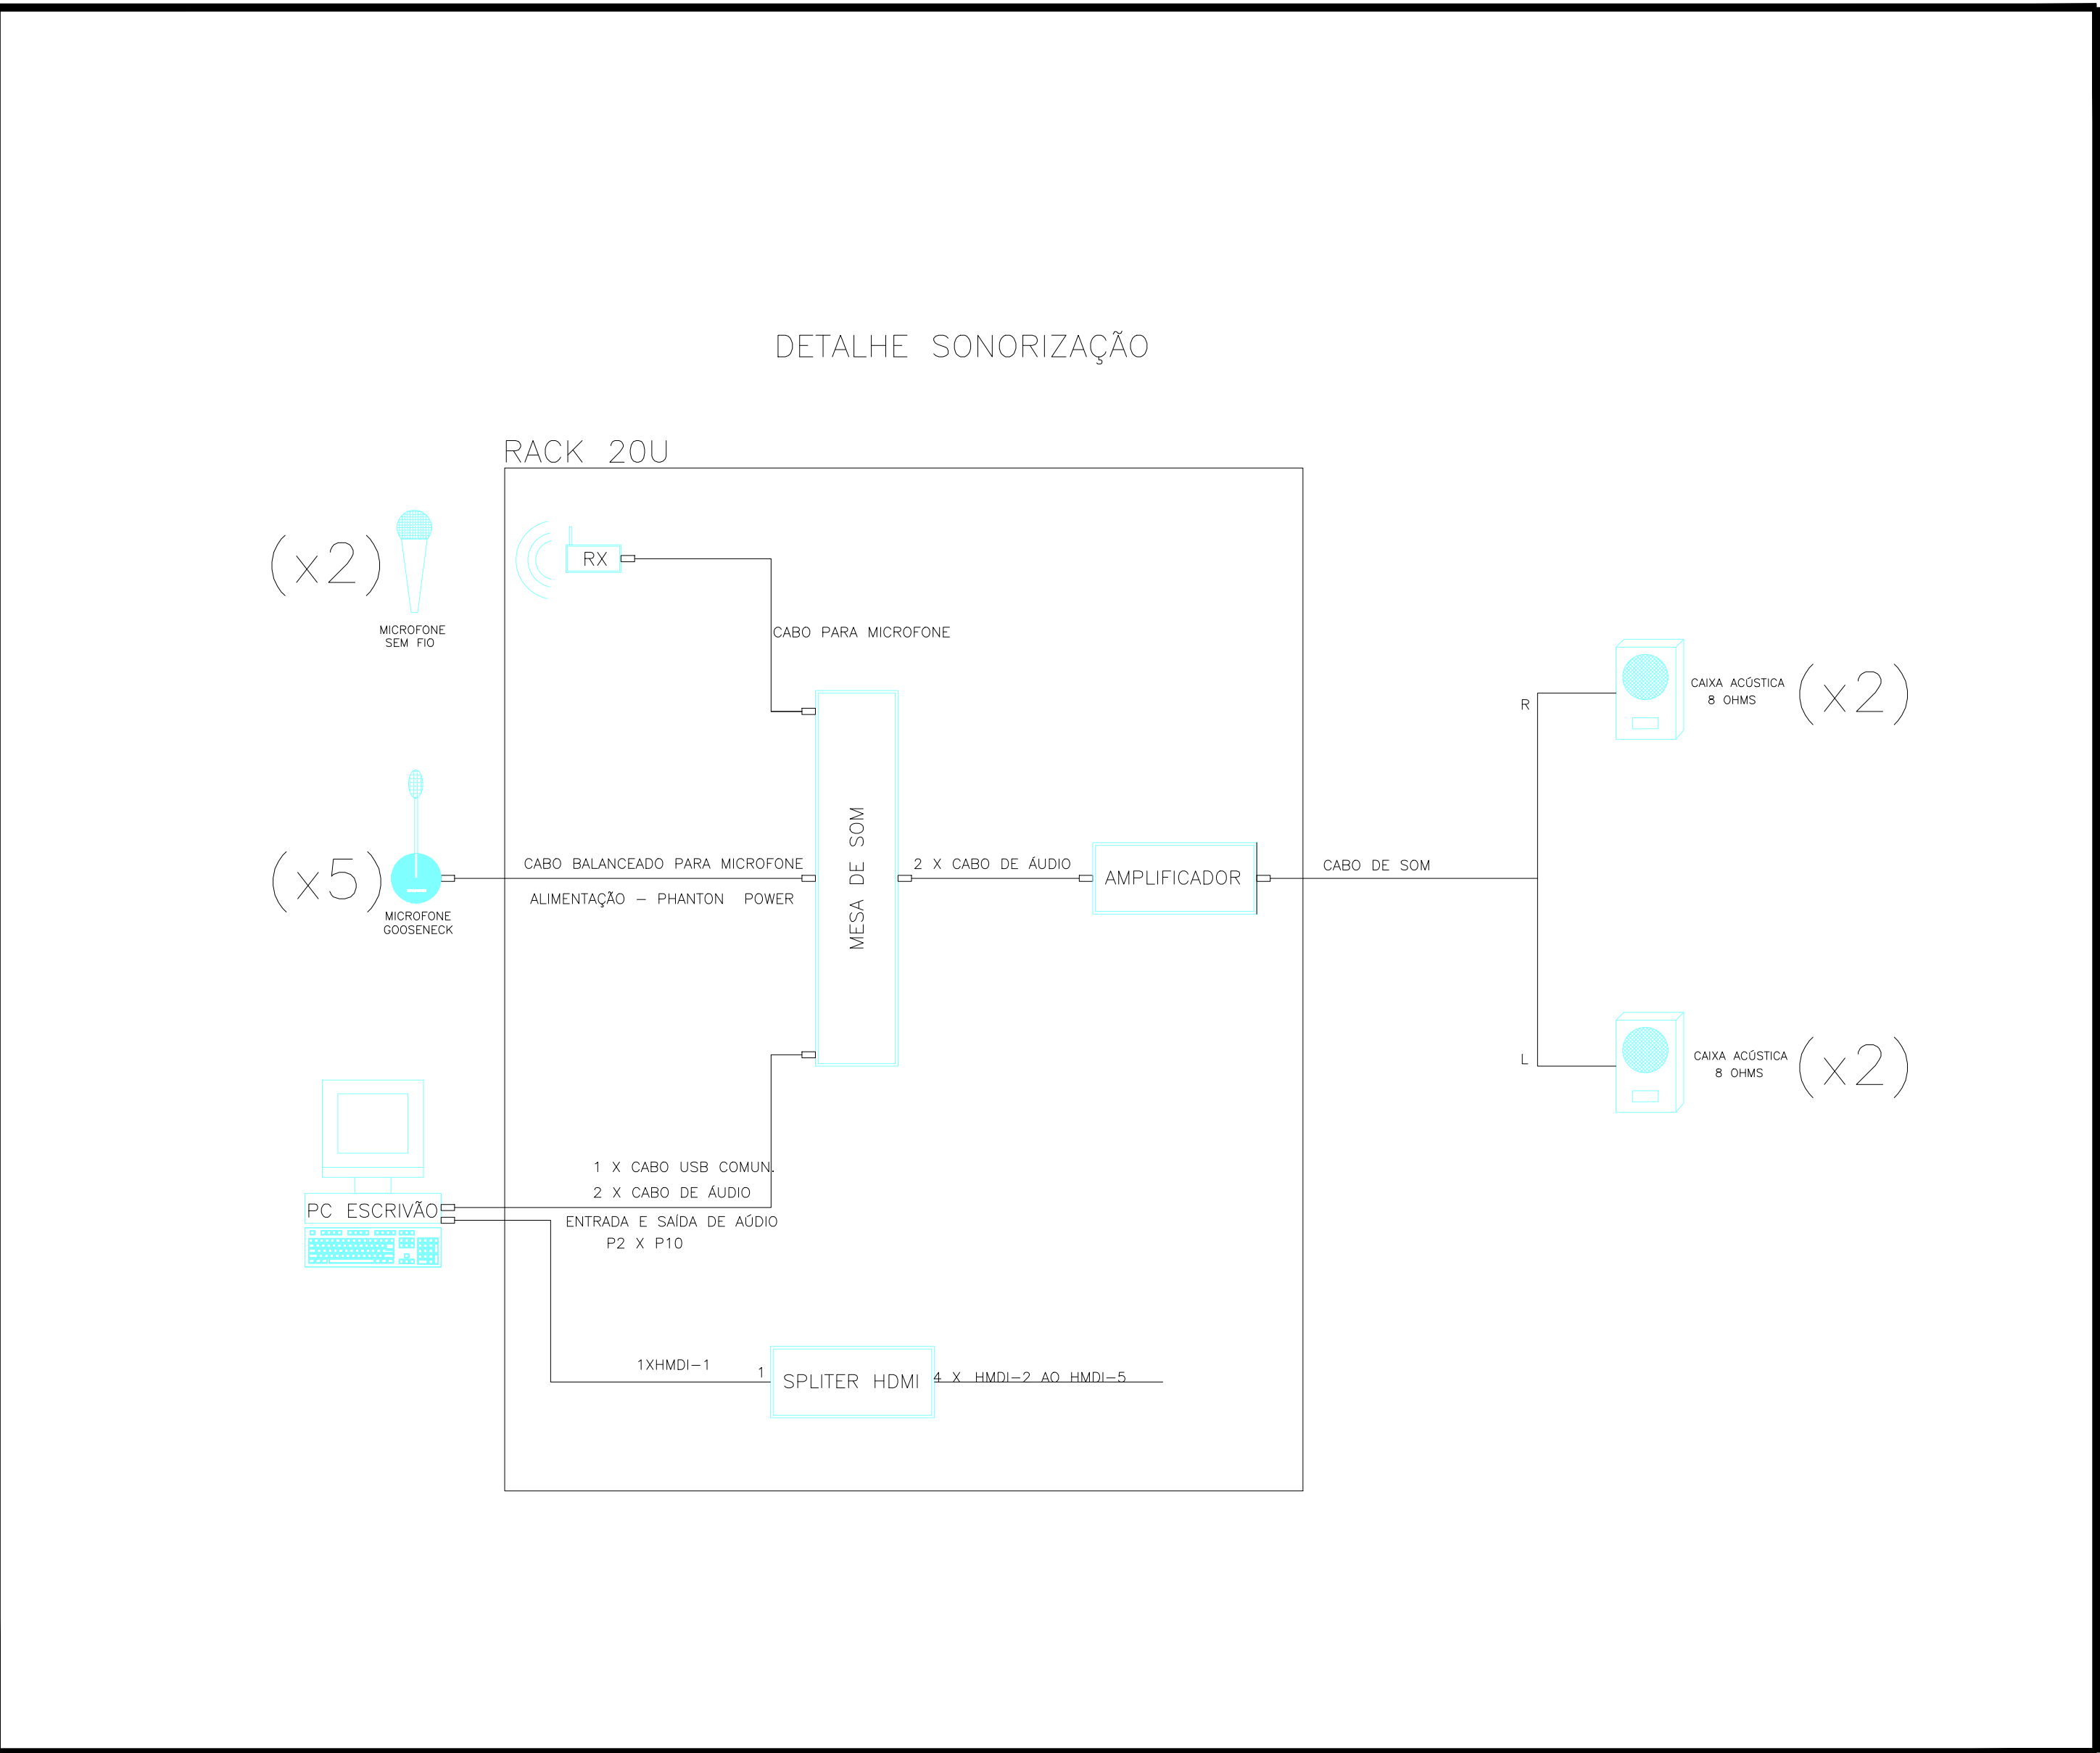 DETALHE SONORIZAÇÃO
RACK 20U
(x2)
MICROFONE
SEM FIO
RX
CABO PARA MICROFONE
CAIXA ACÚSTICA
8 OHMS
(x2)
R
(x5)
MICROFONE
GOOSENECK
CABO BALANCEADO PARA MICROFONE
ALIMENTAÇÃO - PHANTON POWER
MESA DE SOM
2 X CABO DE ÁUDIO
AMPLIFICADOR
CABO DE SOM
L
CAIXA ACÚSTICA
8 OHMS
(x2)
PC ESCRIVÃO
1 X CABO USB COMUN.
2 X CABO DE ÁUDIO
ENTRADA E SAÍDA DE AÚDIO
P2 X P10
1XHMDI-1
1
SPLITER HDMI
4 X HMDI-2 AO HMDI-5